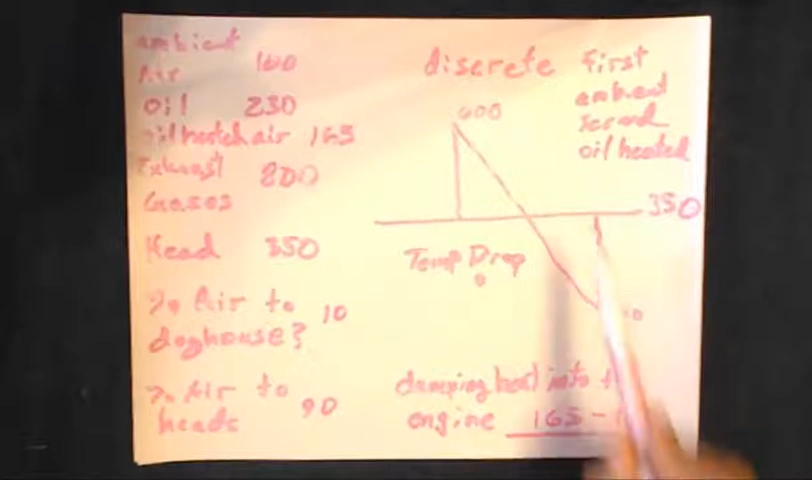 ambient
Air 100
Oil 230
oil heated air 165
Exhaust 800
Gases
Head 350
% Air to 10
doghouse?
% Air to 90
heads
discrete first
ambient
second
oil heated
600
350
Temp Drop
0
dumping heat into
engine 165 -